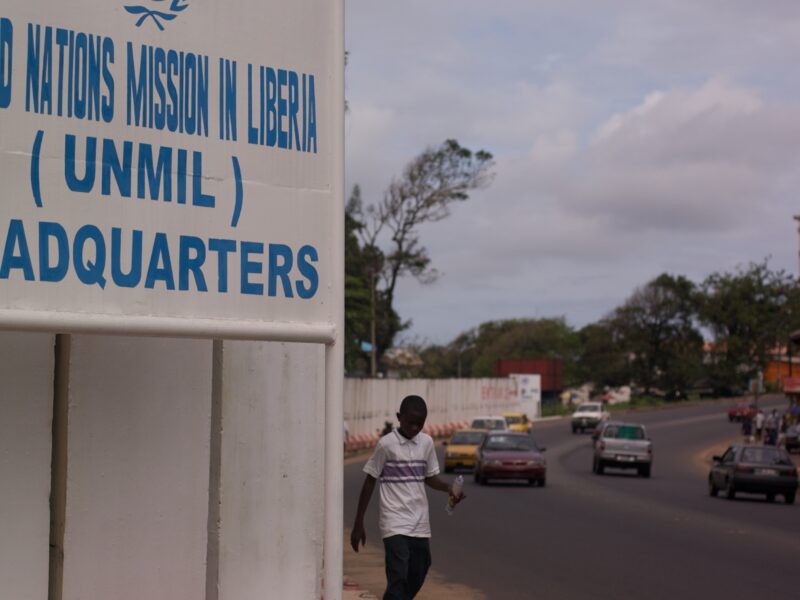 NATIONS MISSION IN LIBERIA
( UNMIL )
ADQUARTERS